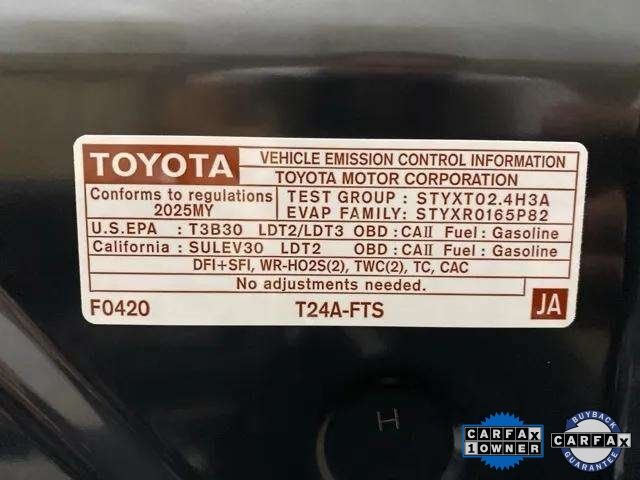 TOYOTA
VEHICLE EMISSION CONTROL INFORMATION
TOYOTA MOTOR CORPORATION
Conforms to regulations
2025MY
TEST GROUP : STYXT02.4H3A
EVAP FAMILY: STYXR0165P82
U.S.EPA : T3B30 LDT2/LDT3 OBD : CAII Fuel : Gasoline
California : SULEV30 LDT2 OBD : CAII Fuel : Gasoline
DFI+SFI, WR-HO2S(2), TWC(2), TC, CAC
No adjustments needed.
F0420 T24A-FTS JA
H
CARFAX
1 OWNER
BUYBACK
CARFAX
GUARANTEE